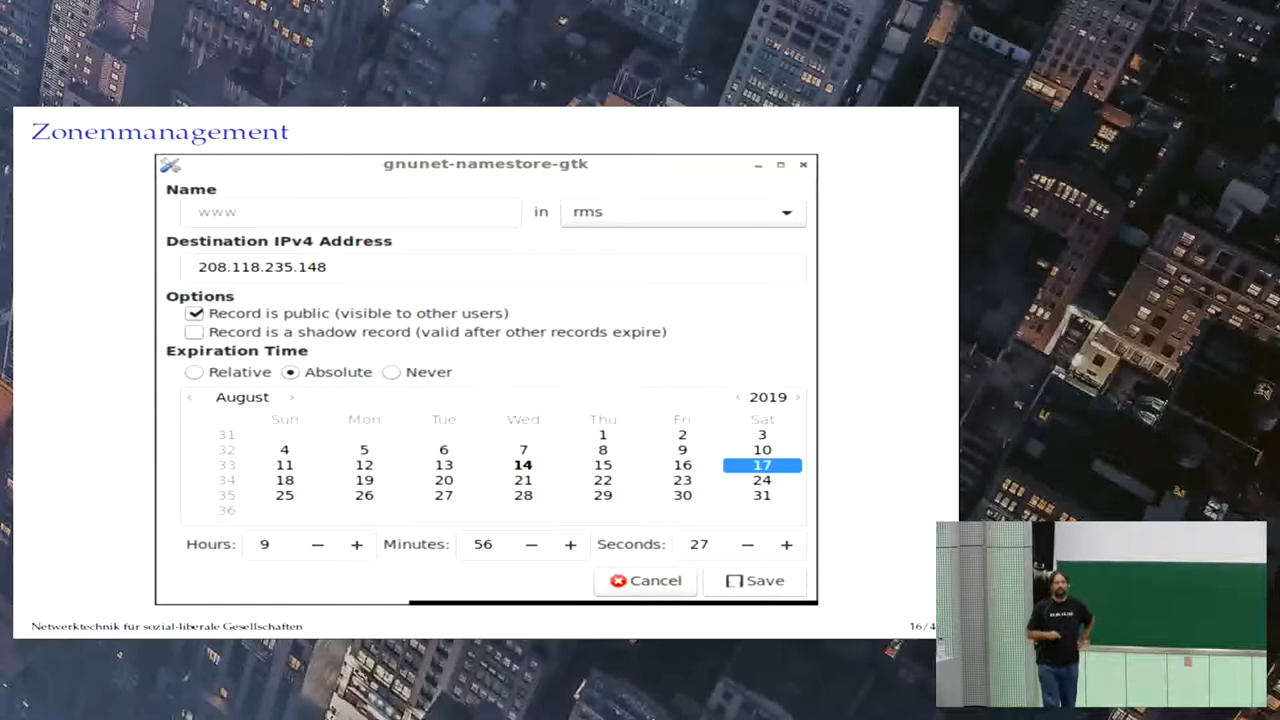 Zonenmanagement
gnunet-namestore-gtk
Name
www in rms
Destination IPv4 Address
208.118.235.148
Options
Record is public (visible to other users)
Record is a shadow record (valid after other records expire)
Expiration Time
Relative Absolute Never
August 2019
Sun Mon Tue Wed Thu Fri Sat
31 1 2 3
32 4 5 6 7 8 9 10
33 11 12 13 14 15 16 17
34 18 19 20 21 22 23 24
35 25 26 27 28 29 30 31
36
Hours: 9 − + Minutes: 56 − + Seconds: 27 − +
Cancel Save
Netwerktechnik für sozial-liberale Gesellschaften 16/4